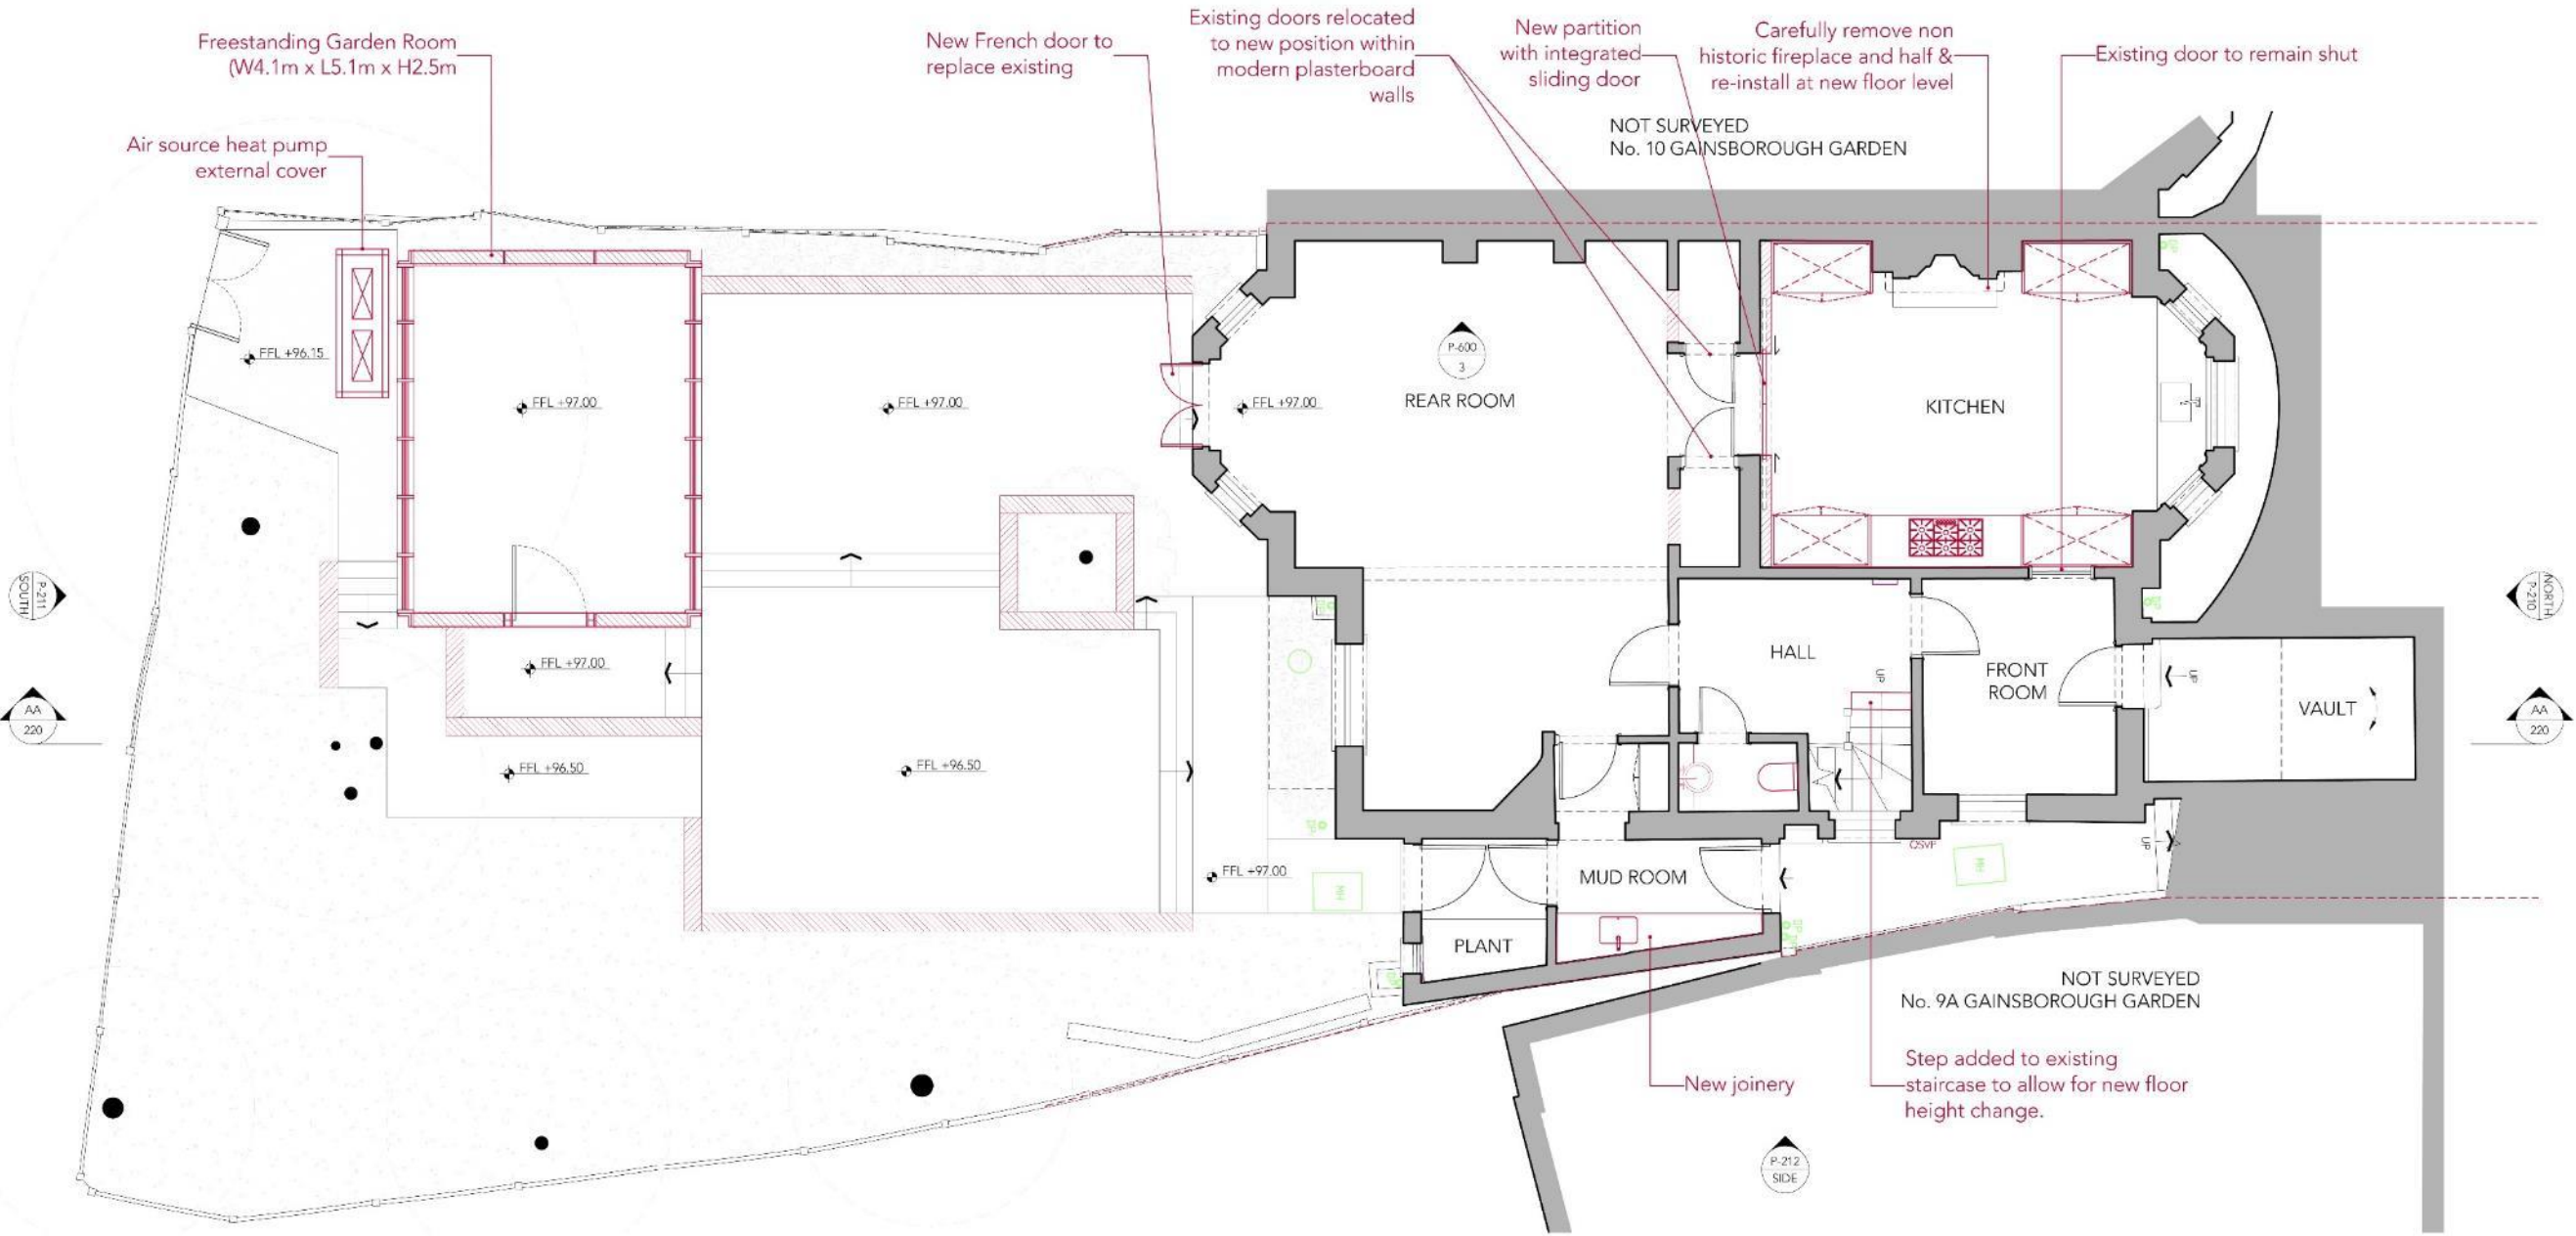 Freestanding Garden Room
(W4.1m x L5.1m x H2.5m
Air source heat pump
external cover
New French door to
replace existing
Existing doors relocated
to new position within
modern plasterboard
walls
New partition
with integrated
sliding door
Carefully remove non
historic fireplace and half &
re-install at new floor level
Existing door to remain shut
NOT SURVEYED
No. 10 GAINSBOROUGH GARDEN
FFL +96.15
FFL +97.00
FFL +97.00
FFL +97.00
P-600
3
REAR ROOM
KITCHEN
P-211
SOUTH
NORTH
P-210
FFL +97.00
HALL
UP
FRONT
ROOM
UP
VAULT
AA
220
AA
220
FFL +96.50
FFL +96.50
FFL +97.00
MH
MUD ROOM
OSVP
MH
UP
PLANT
NOT SURVEYED
No. 9A GAINSBOROUGH GARDEN
New joinery
Step added to existing
staircase to allow for new floor
height change.
P-212
SIDE